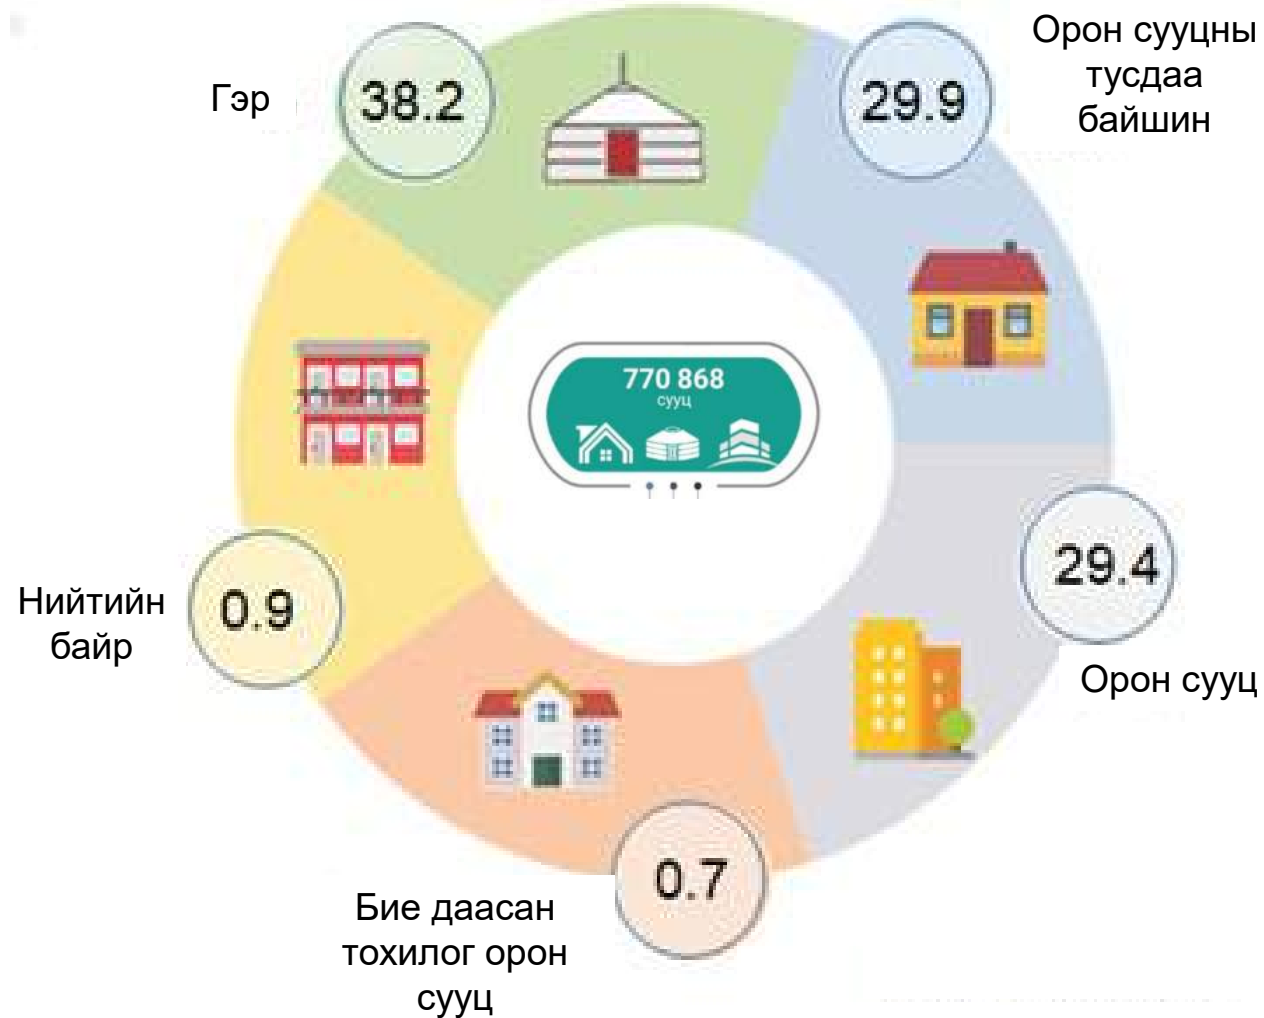 Гэр
38.2
29.9
Орон сууцны
тусдаа
байшин
770 868
сууц
29.4
Орон сууц
Нийтийн
байр
0.9
0.7
Бие даасан
тохилог орон
сууц